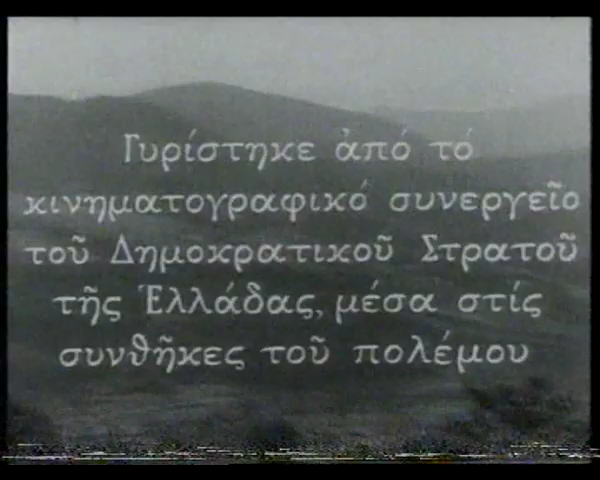 Γυρίστηκε ἀπό τό
κινηματογραφικό συνεργεῖο
τοῦ Δημοκρατικοῦ Στρατοῦ
τῆς Ἑλλάδας, μέσα στίς
συνθῆκες τοῦ πολέμου